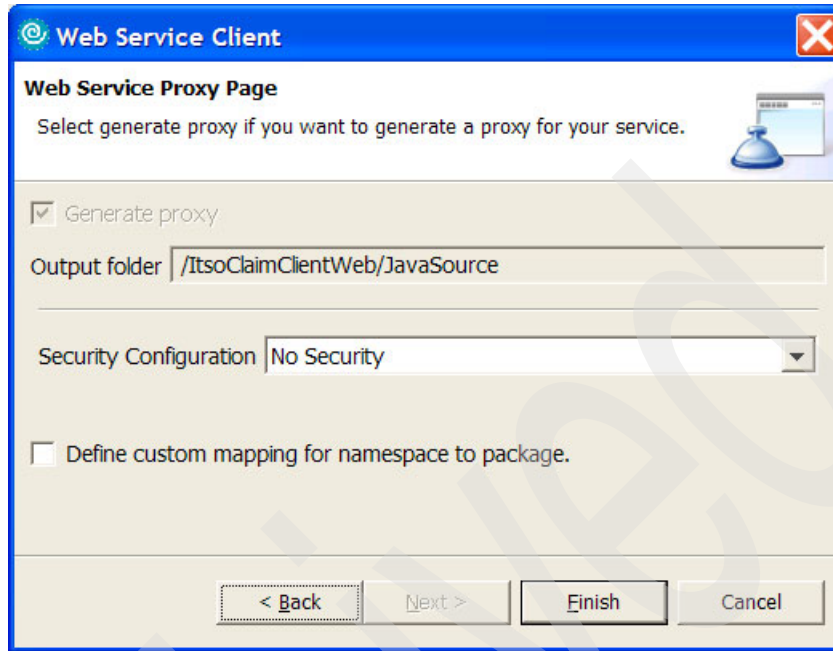 Web Service Client
Web Service Proxy Page
Select generate proxy if you want to generate a proxy for your service.
Generate proxy
Output folder /ItsoClaimClientWeb/JavaSource
Security Configuration No Security
Define custom mapping for namespace to package.
< Back Next > Finish Cancel